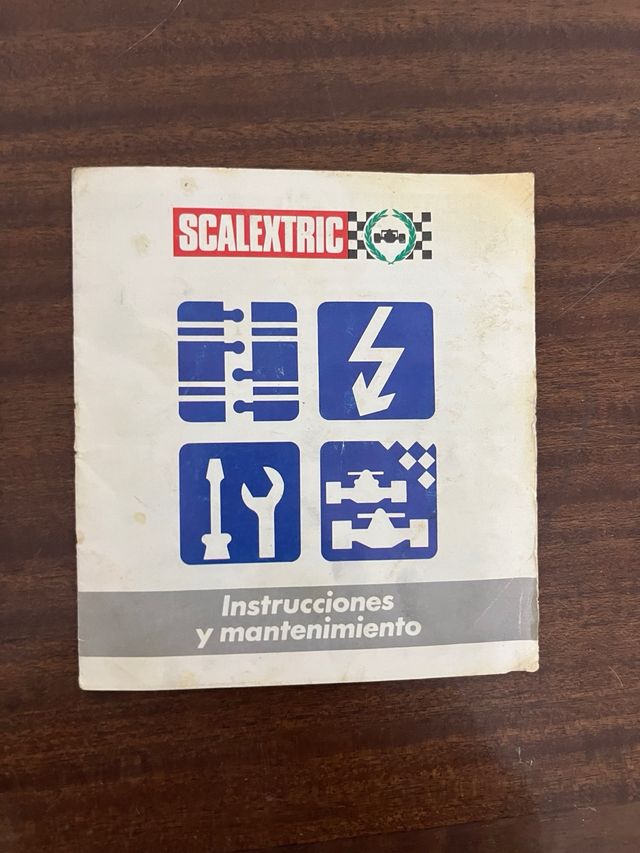 SCALEXTRIC
Instrucciones
y mantenimiento